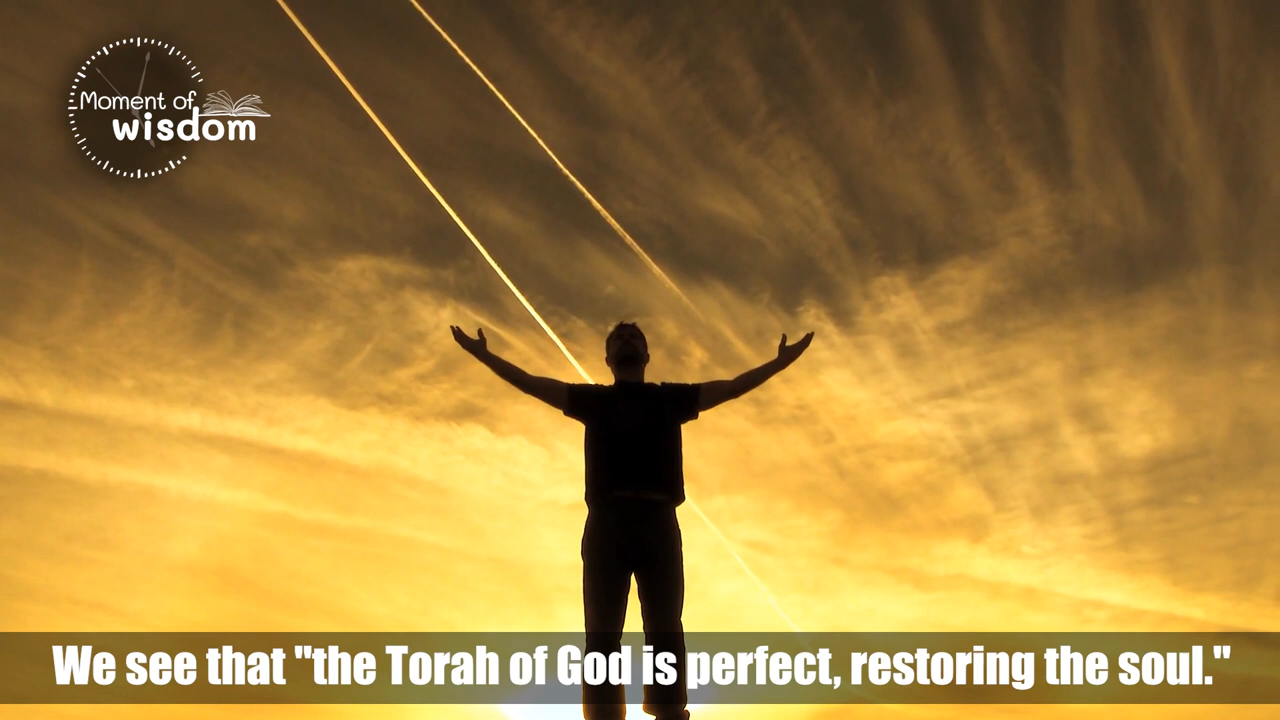 Moment of
wisdom
We see that "the Torah of God is perfect, restoring the soul."